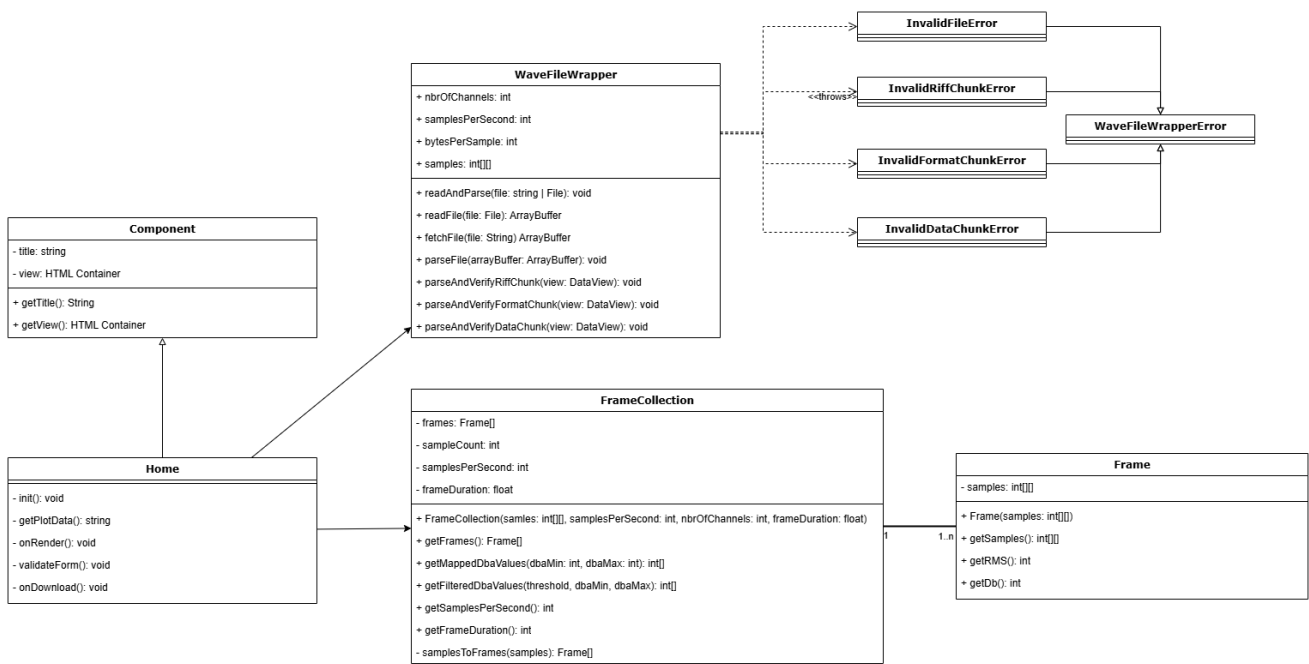 InvalidFileError
InvalidRiffChunkError
<<throws>>
WaveFileWrapperError
InvalidFormatChunkError
InvalidDataChunkError
WaveFileWrapper
+ nbrOfChannels: int
+ samplesPerSecond: int
+ bytesPerSample: int
+ samples: int[][]
+ readAndParse(file: string | File): void
+ readFile(file: File): ArrayBuffer
+ fetchFile(file: String) ArrayBuffer
+ parseFile(arrayBuffer: ArrayBuffer): void
+ parseAndVerifyRiffChunk(view: DataView): void
+ parseAndVerifyFormatChunk(view: DataView): void
+ parseAndVerifyDataChunk(view: DataView): void
Component
- title: string
- view: HTML Container
+ getTitle(): String
+ getView(): HTML Container
Home
- init(): void
- getPlotData(): string
- onRender(): void
- validateForm(): void
- onDownload(): void
FrameCollection
- frames: Frame[]
- sampleCount: int
- samplesPerSecond: int
- frameDuration: float
+ FrameCollection(samles: int[][], samplesPerSecond: int, nbrOfChannels: int, frameDuration: float)
+ getFrames(): Frame[]
+ getMappedDbaValues(dbaMin: int, dbaMax: int): int[]
+ getFilteredDbaValues(threshold, dbaMin, dbaMax): int[]
+ getSamplesPerSecond(): int
+ getFrameDuration(): int
- samplesToFrames(samples): Frame[]
1
1..n
Frame
- samples: int[][]
+ Frame(samples: int[][])
+ getSamples(): int[][]
+ getRMS(): int
+ getDb(): int